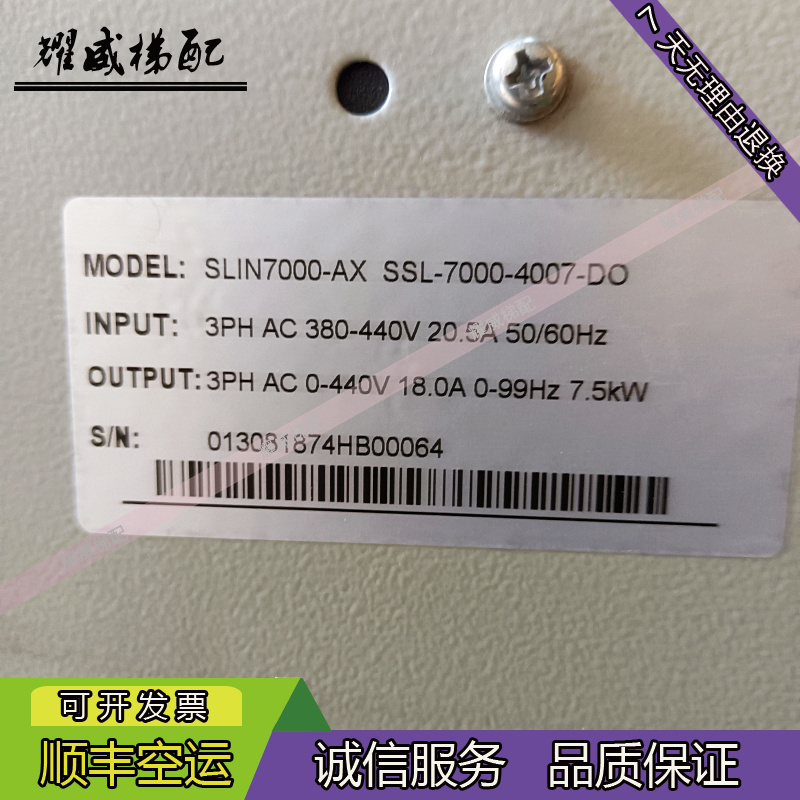 耀威梯配
7天无理由退换
MODEL: SLIN7000-AX SSL-7000-4007-DO
INPUT: 3PH AC 380-440V 20.5A 50/60Hz
OUTPUT: 3PH AC 0-440V 18.0A 0-99Hz 7.5kW
S/N: 013081874HB00064
可开发票
顺丰空运
诚信服务 品质保证